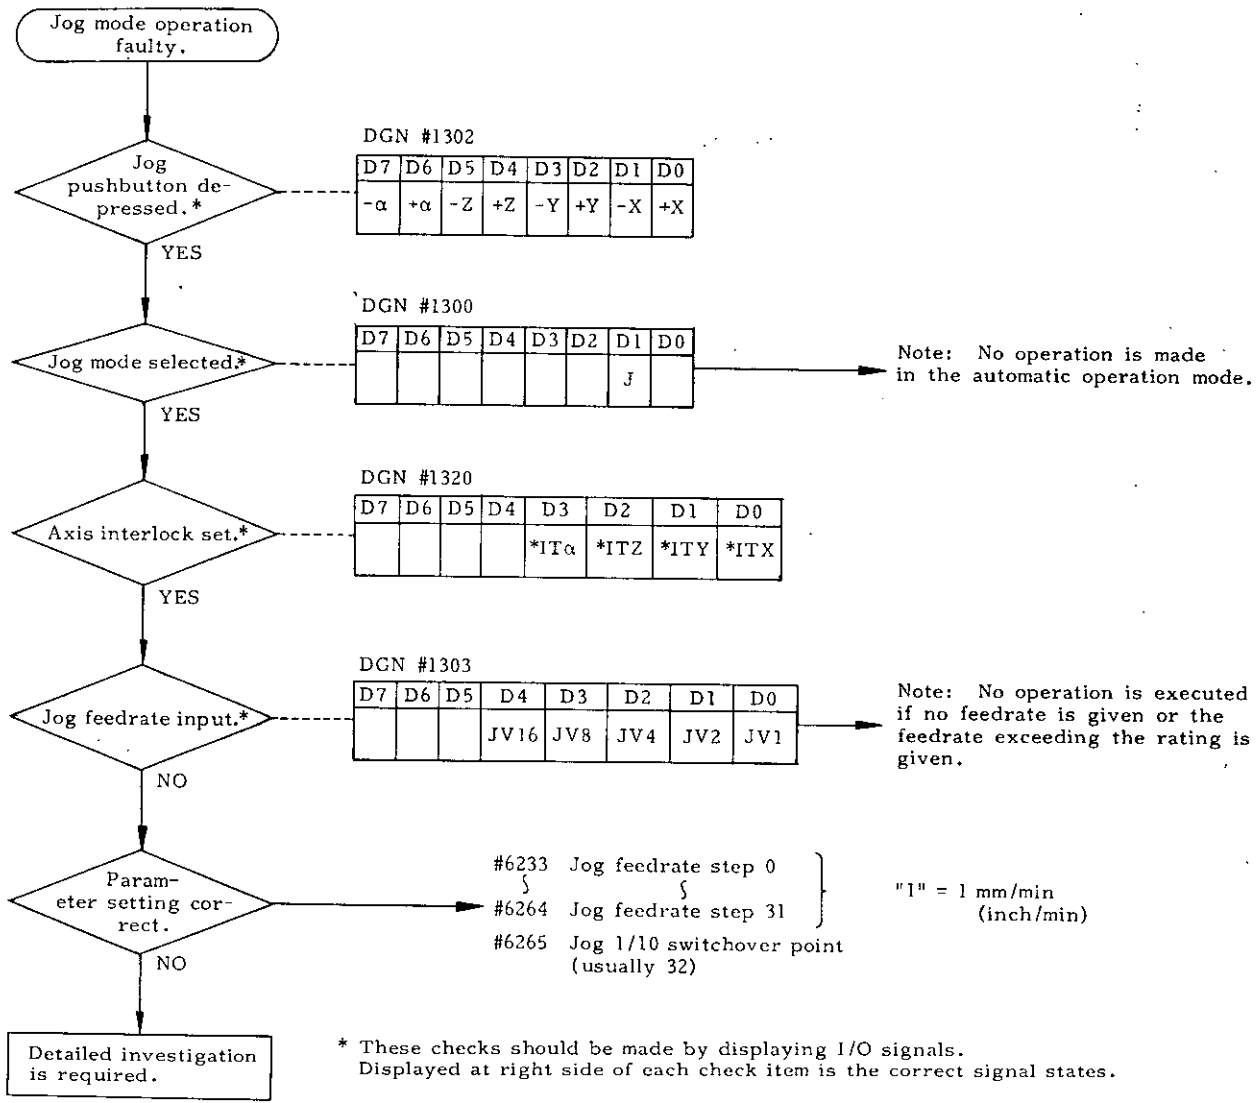 Jog mode operation
faulty.
DGN #1302
Jog
pushbutton de-
pressed.*
D7 D6 D5 D4 D3 D2 D1 D0
-α +α -Z +Z -Y +Y -X +X
YES
DGN #1300
Jog mode selected.*
D7 D6 D5 D4 D3 D2 D1 D0
J
Note: No operation is made
in the automatic operation mode.
YES
DGN #1320
Axis interlock set.*
D7 D6 D5 D4 D3 D2 D1 D0
*ITα *ITZ *ITY *ITX
YES
DGN #1303
Jog feedrate input.*
D7 D6 D5 D4 D3 D2 D1 D0
JV16 JV8 JV4 JV2 JV1
Note: No operation is executed
if no feedrate is given or the
feedrate exceeding the rating is
given.
NO
Param-
eter setting cor-
rect.
#6233 Jog feedrate step 0
#6264 Jog feedrate step 31
"1" = 1 mm/min
(inch/min)
#6265 Jog 1/10 switchover point
(usually 32)
NO
Detailed investigation
is required.
* These checks should be made by displaying I/O signals.
Displayed at right side of each check item is the correct signal states.